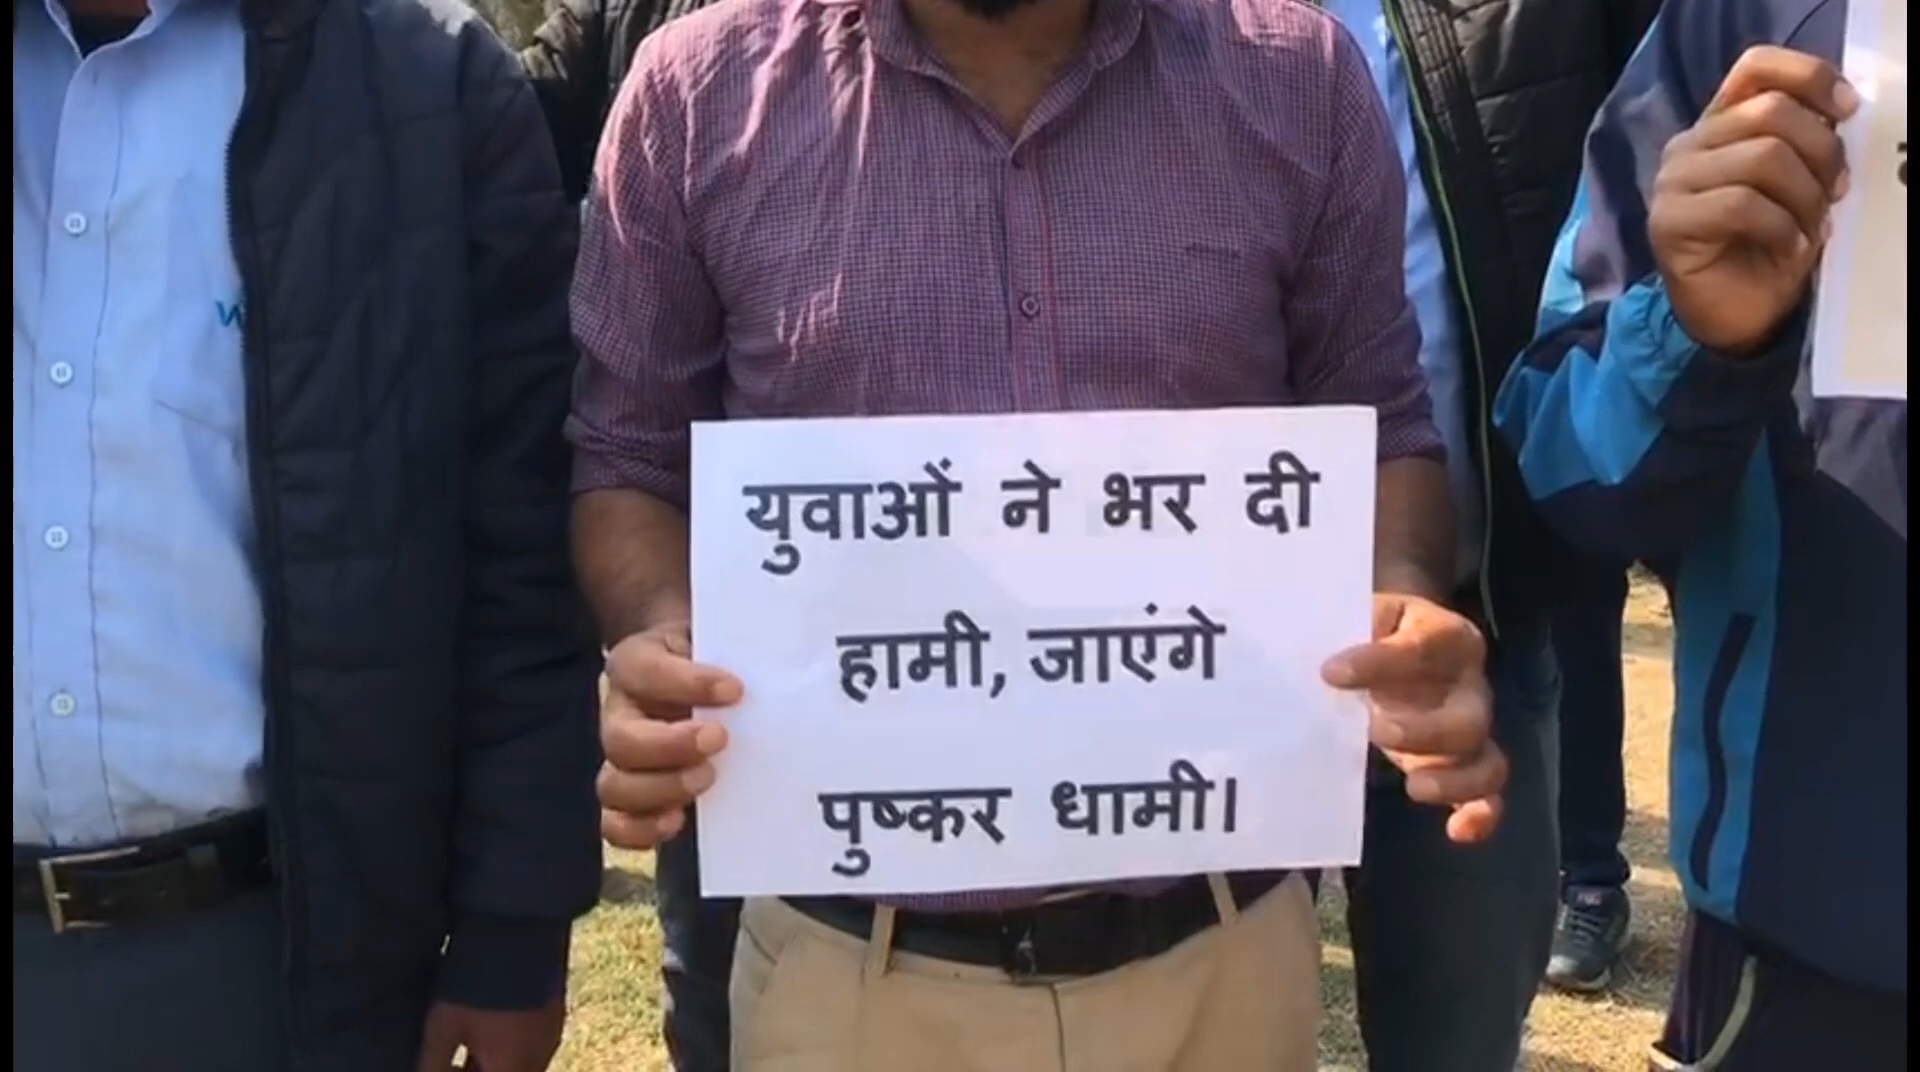 युवाओं ने भर दी
हामी, जाएंगे
पुष्कर धामी।